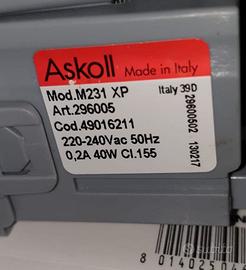 Askoll Made in Italy
Mod.M231 XP Italy 39D
Art.296005
Cod.49016211
220-240Vac 50Hz
0,2A 40W Cl.155
29600502 130217